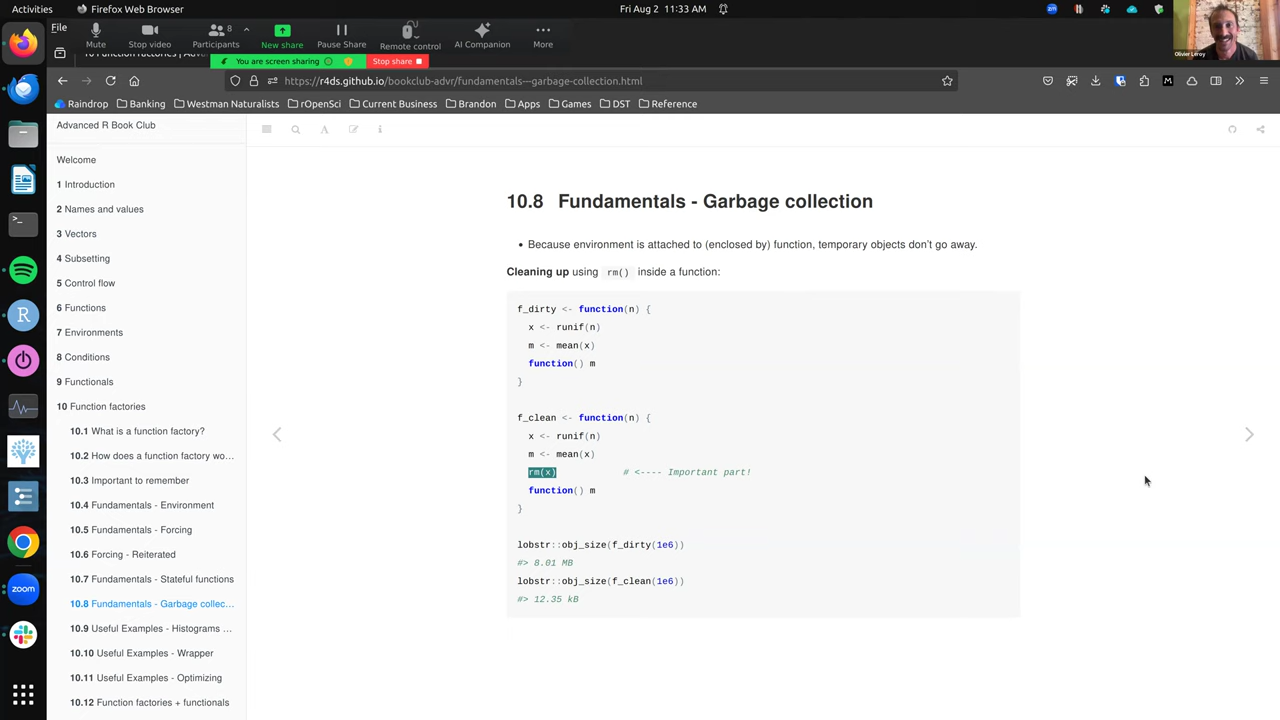 Activities
Firefox Web Browser
Fri Aug 2 11:33 AM
File
Mute
Stop video
8
Participants
New share
Pause Share
Remote control
AI Companion
More
Olivier Leroy
You are screen sharing
Stop share
https://r4ds.github.io/bookclub-advr/fundamentals---garbage-collection.html
Raindrop
Banking
Westman Naturalists
rOpenSci
Current Business
Brandon
Apps
Games
DST
Reference
Advanced R Book Club
Welcome
1 Introduction
2 Names and values
3 Vectors
4 Subsetting
5 Control flow
6 Functions
7 Environments
8 Conditions
9 Functionals
10 Function factories
10.1 What is a function factory?
10.2 How does a function factory wo…
10.3 Important to remember
10.4 Fundamentals - Environment
10.5 Fundamentals - Forcing
10.6 Forcing - Reiterated
10.7 Fundamentals - Stateful functions
10.8 Fundamentals - Garbage collec…
10.9 Useful Examples - Histograms …
10.10 Useful Examples - Wrapper
10.11 Useful Examples - Optimizing
10.12 Function factories + functionals
zoom
10.8 Fundamentals - Garbage collection
• Because environment is attached to (enclosed by) function, temporary objects don't go away.
Cleaning up using rm() inside a function:
f_dirty <- function(n) {
x <- runif(n)
m <- mean(x)
function() m
}
f_clean <- function(n) {
x <- runif(n)
m <- mean(x)
rm(x) # <---- Important part!
function() m
}
lobstr::obj_size(f_dirty(1e6))
#> 8.01 MB
lobstr::obj_size(f_clean(1e6))
#> 12.35 kB